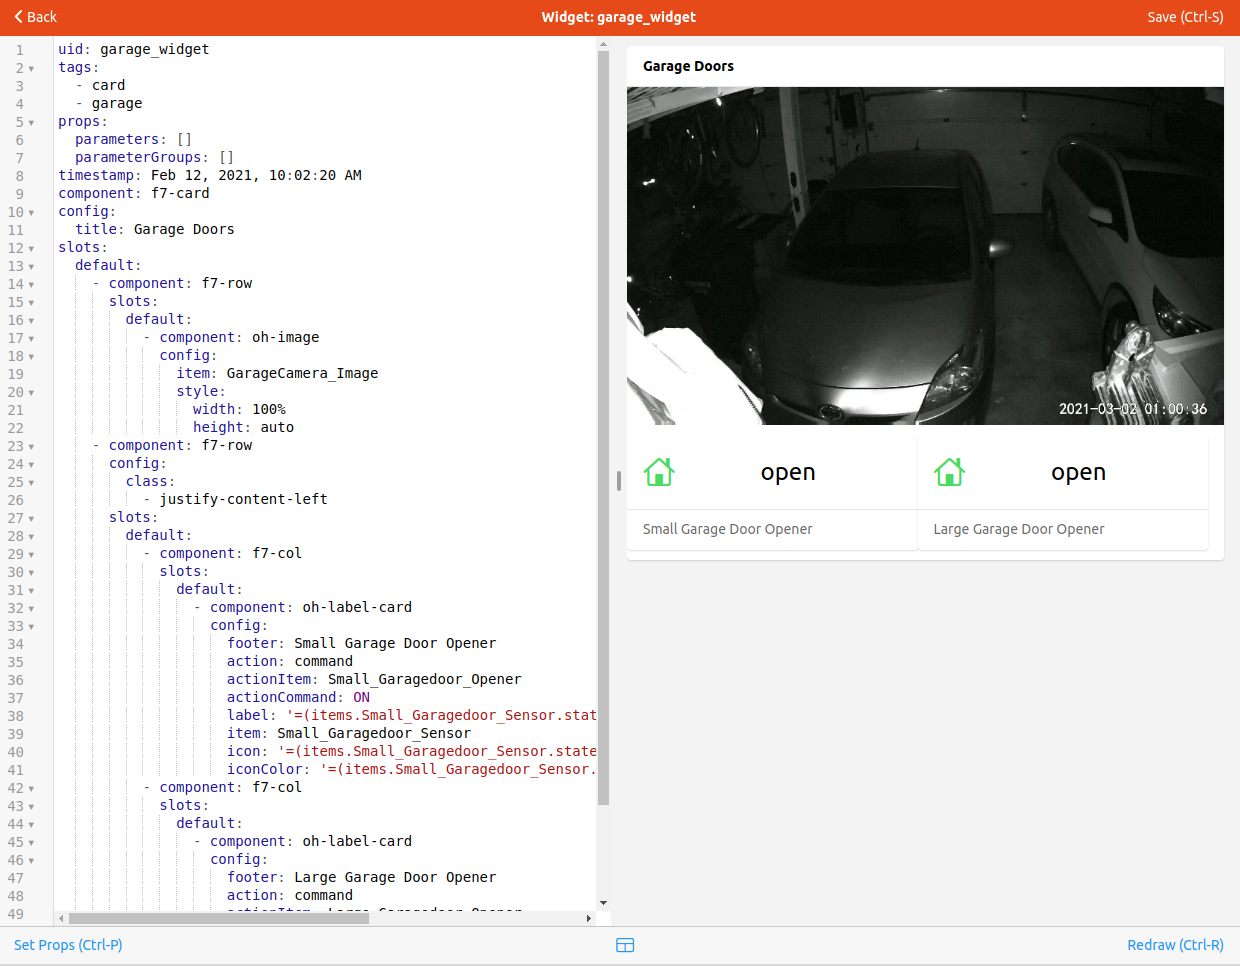 Back
Widget: garage_widget
Save (Ctrl-S)
1 uid: garage_widget
2 tags:
3 - card
4 - garage
5 props:
6 parameters: []
7 parameterGroups: []
8 timestamp: Feb 12, 2021, 10:02:20 AM
9 component: f7-card
10 config:
11 title: Garage Doors
12 slots:
13 default:
14 - component: f7-row
15 slots:
16 default:
17 - component: oh-image
18 config:
19 item: GarageCamera_Image
20 style:
21 width: 100%
22 height: auto
23 - component: f7-row
24 config:
25 class:
26 - justify-content-left
27 slots:
28 default:
29 - component: f7-col
30 slots:
31 default:
32 - component: oh-label-card
33 config:
34 footer: Small Garage Door Opener
35 action: command
36 actionItem: Small_Garagedoor_Opener
37 actionCommand: ON
38 label: '=(items.Small_Garagedoor_Sensor.stat
39 item: Small_Garagedoor_Sensor
40 icon: '=(items.Small_Garagedoor_Sensor.state
41 iconColor: '=(items.Small_Garagedoor_Sensor.
42 - component: f7-col
43 slots:
44 default:
45 - component: oh-label-card
46 config:
47 footer: Large Garage Door Opener
48 action: command
49 actionItem: Large_Garagedoor_Opener
Garage Doors
2021-03-02 01:00:36
open
open
Small Garage Door Opener
Large Garage Door Opener
Set Props (Ctrl-P)
Redraw (Ctrl-R)